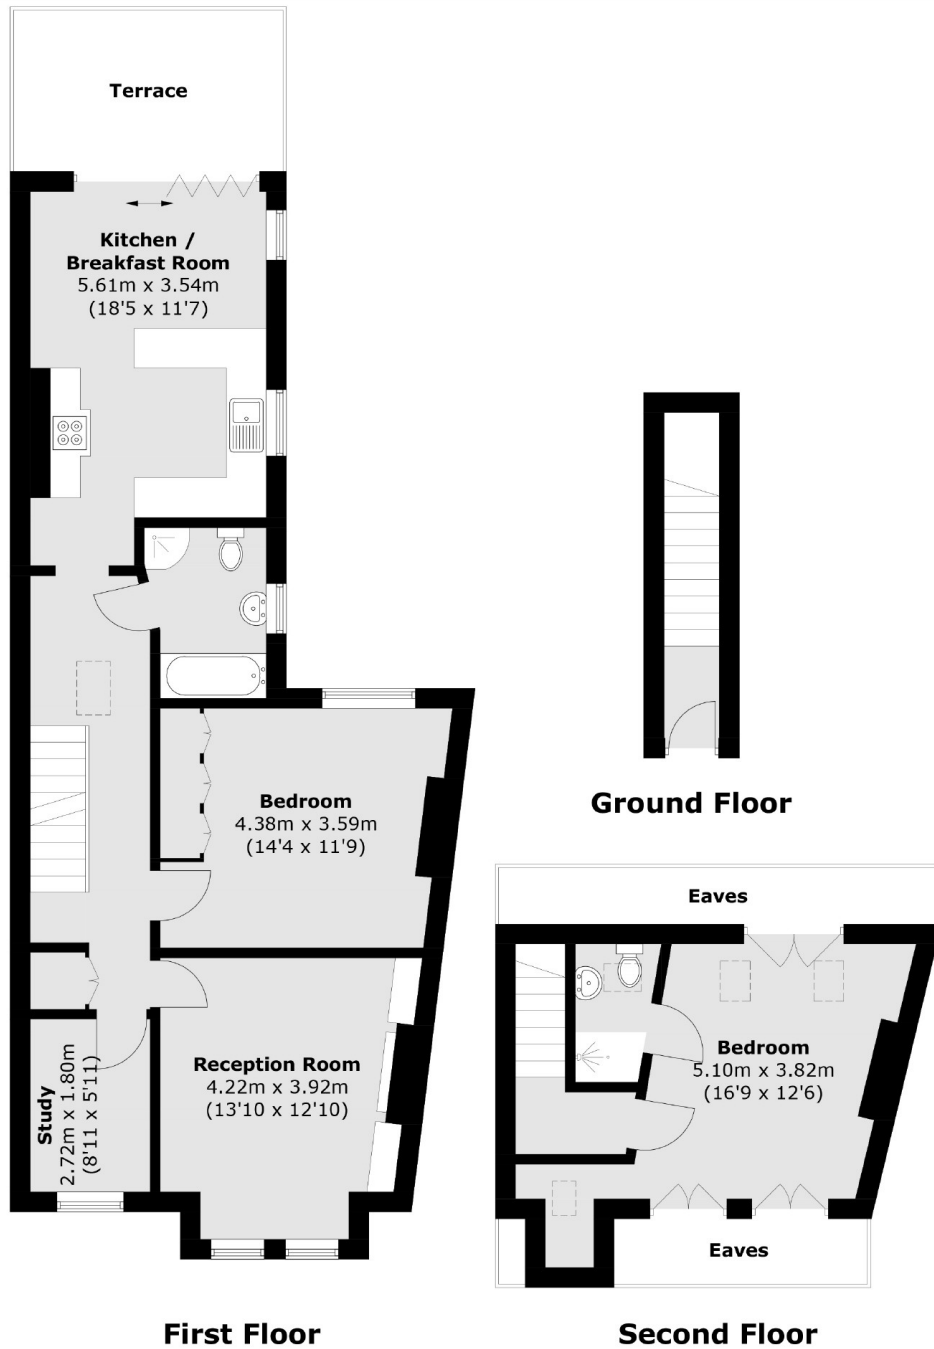 Terrace
Kitchen /
Breakfast Room
5.61m x 3.54m
(18'5 x 11'7)
Bedroom
4.38m x 3.59m
(14'4 x 11'9)
Reception Room
4.22m x 3.92m
(13'10 x 12'10)
Study
2.72m x 1.80m
(8'11 x 5'11)
First Floor
Ground Floor
Eaves
Bedroom
5.10m x 3.82m
(16'9 x 12'6)
Eaves
Second Floor